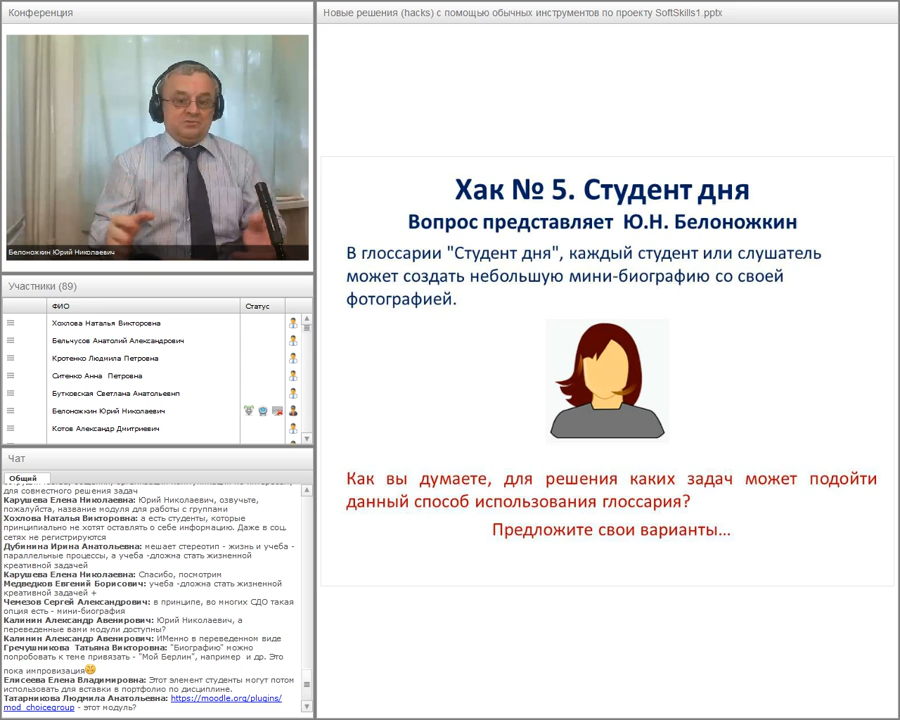 Конференция
Белоножкин Юрий Николаевич
Участники (89)
ФИО Статус
Хохлова Наталья Викторовна
Бельчусов Анатолий Александрович
Кротенко Людмила Петровна
Ситенко Анна Петровна
Бутковская Светлана Анатольевнп
Белоножкин Юрий Николаевич
Котов Александр Дмитриевич
Чат
Общий
для совместного решения задач
Карушева Елена Николаевна: Юрий Николаевич, озвучьте,
пожалуйста, название модуля для работы с группами
Хохлова Наталья Викторовна: а есть студенты, которые
принципиально не хотят оставлять о себе информацию. Даже в соц.
сетях не регистрируются
Дубинина Ирина Анатольевна: мешает стереотип - жизнь и учеба -
параллельные процессы, а учеба -дложна стать жизненной
креативной задачей
Карушева Елена Николаевна: Спасибо, посмотрим
Медведков Евгений Борисович: учеба -дложна стать жизненной
креативной задачей +
Чемезов Сергей Александрович: в принципе, во многих СДО такая
опция есть - мини-биография
Калинин Александр Авенирович: Юрий Николаевич, а
переведенные вами модули доступны?
Калинин Александр Авенирович: ИМенно в переведенном виде
Гречушникова Татьяна Викторовна: "Биографию" можно
попробовать к теме привязать - "Мой Берлин", например и др. Это
пока импровизация
Елисеева Елена Владимировна: Этот элемент студенты могут потом
использовать для вставки в портфолио по дисциплине.
Татарникова Людмила Анатольевна: https://moodle.org/plugins/
mod_choicegroup - этот модуль?
Новые решения (hacks) с помощью обычных инструментов по проекту SoftSkills1.pptx
Хак № 5. Студент дня
Вопрос представляет Ю.Н. Белоножкин
В глоссарии "Студент дня", каждый студент или слушатель
может создать небольшую мини-биографию со своей
фотографией.
Как вы думаете, для решения каких задач может подойти
данный способ использования глоссария?
Предложите свои варианты...